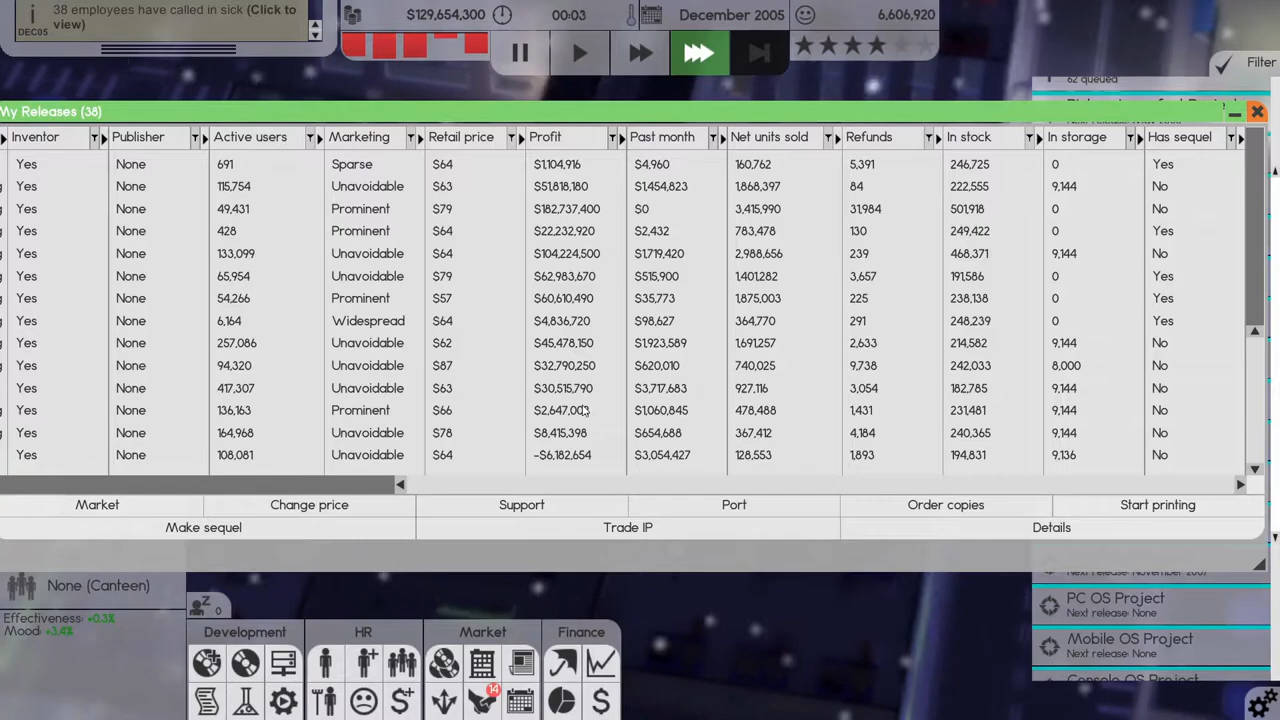 38 employees have called in sick (Click to
view)
DEC05
$129,654,300
00:03
December 2005
6,606,920
Filter
62 queued
My Releases (38)
Inventor Publisher Active users Marketing Retail price Profit Past month Net units sold Refunds In stock In storage Has sequel
Yes None 691 Sparse $64 $1,104,916 $4,960 160,762 5,391 246,725 0 Yes
Yes None 115,754 Unavoidable $63 $51,818,180 $1,454,823 1,868,397 84 222,555 9,144 No
Yes None 49,431 Prominent $79 $182,737,400 $0 3,415,990 31,984 501,918 0 No
Yes None 428 Prominent $64 $22,232,920 $2,432 783,478 130 249,422 0 Yes
Yes None 133,099 Unavoidable $64 $104,224,500 $1,719,420 2,988,656 239 468,371 9,144 No
Yes None 65,954 Unavoidable $79 $62,983,670 $515,900 1,401,282 3,657 191,586 0 Yes
Yes None 54,266 Prominent $57 $60,610,490 $35,773 1,875,003 225 238,138 0 Yes
Yes None 6,164 Widespread $64 $4,836,720 $98,627 364,770 291 248,239 0 Yes
Yes None 257,086 Unavoidable $62 $45,478,150 $1,923,589 1,691,257 2,633 214,582 9,144 No
Yes None 94,320 Unavoidable $87 $32,790,250 $620,010 740,025 9,738 242,033 8,000 No
Yes None 417,307 Unavoidable $63 $30,515,790 $3,717,683 927,116 3,054 182,785 9,144 No
Yes None 136,163 Prominent $66 $1,060,845 478,488 1,431 231,481 9,144 No
Yes None 164,968 Unavoidable $78 $8,415,398 $654,688 367,412 4,184 240,365 9,144 No
Yes None 108,081 Unavoidable $64 -$6,182,654 $3,054,427 128,553 1,893 194,831 9,136 No
Market Change price Support Port Order copies Start printing
Make sequel Trade IP Details
None (Canteen)
Effectiveness: +0.3%
Mood: +3.4%
Z
0
Development HR Market Finance
14
Next release: November 2007
PC OS Project
Next release: None
Mobile OS Project
Next release: None
Console OS Project